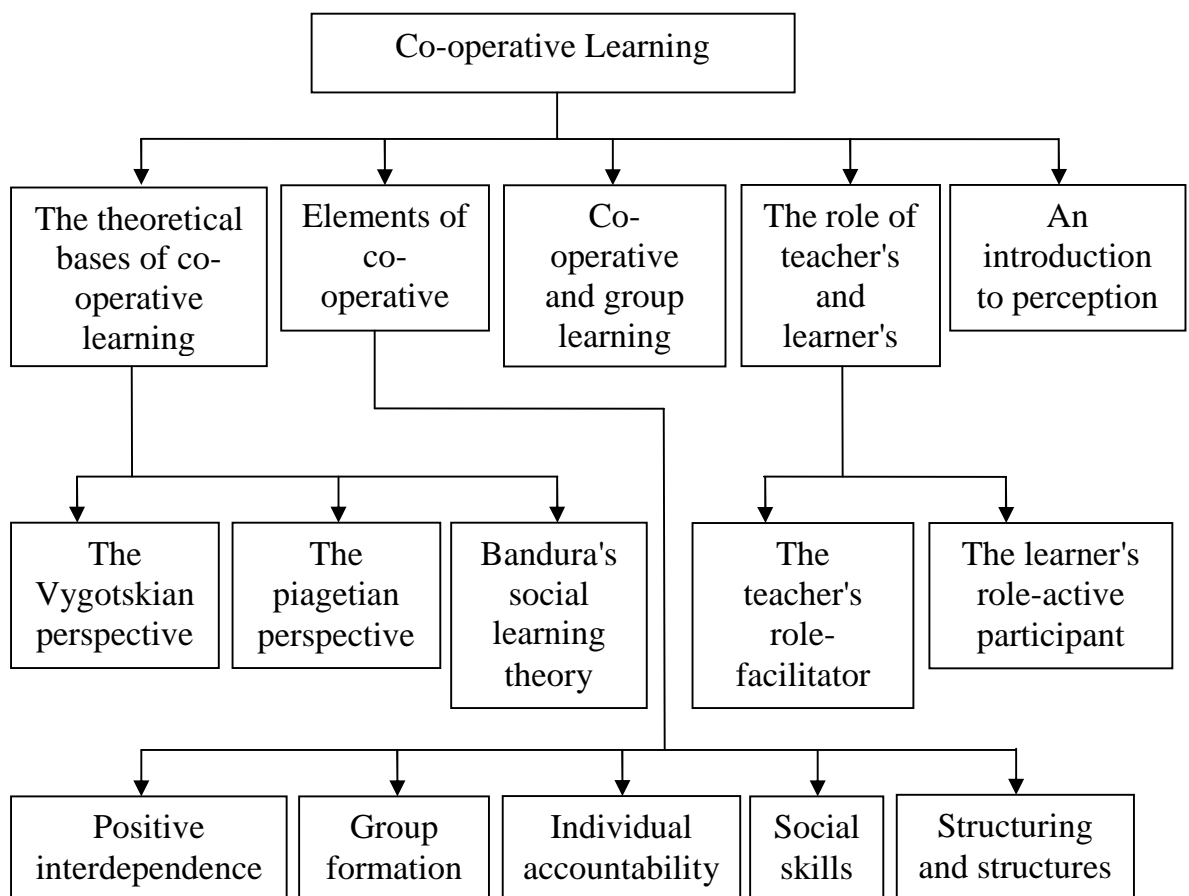 Co-operative Learning
The theoretical
bases of co-
operative
learning
Elements of
co-
operative
Co-
operative
and group
learning
The role of
teacher's
and
learner's
An
introduction
to perception
The
Vygotskian
perspective
The
piagetian
perspective
Bandura's
social
learning
theory
The
teacher's
role-
facilitator
The learner's
role-active
participant
Positive
interdependence
Group
formation
Individual
accountability
Social
skills
Structuring
and structures